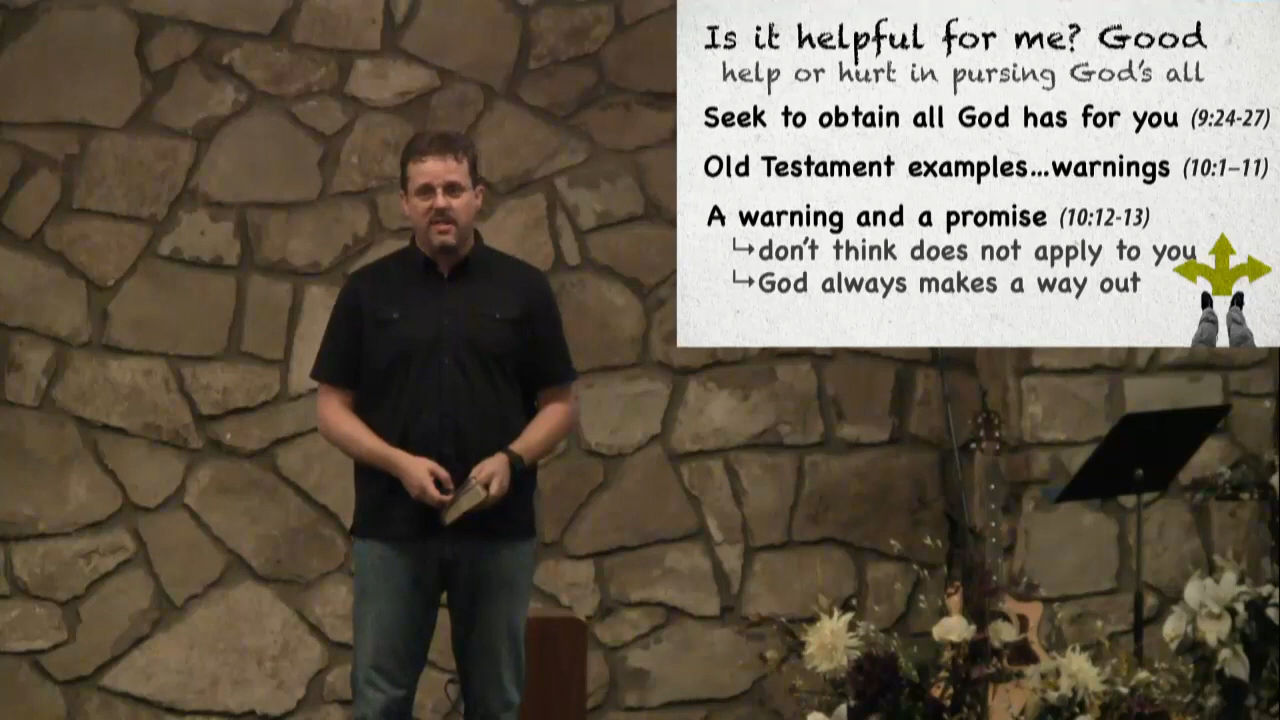 Is it helpful for me? Good
help or hurt in pursing God's all
Seek to obtain all God has for you (9:24-27)
Old Testament examples...warnings (10:1–11)
A warning and a promise (10:12-13)
↳don't think does not apply to you
↳God always makes a way out